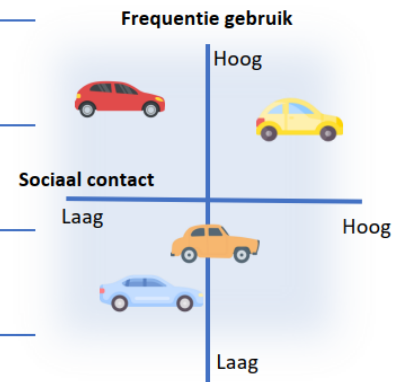 Frequentie gebruik
Hoog
Sociaal contact
Laag
Hoog
Laag